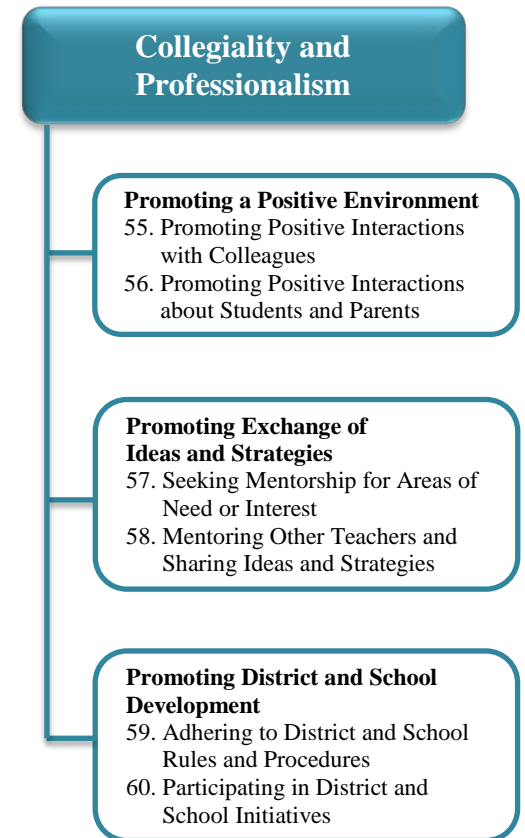 Collegiality and
Professionalism
Promoting a Positive Environment
55. Promoting Positive Interactions
with Colleagues
56. Promoting Positive Interactions
about Students and Parents
Promoting Exchange of
Ideas and Strategies
57. Seeking Mentorship for Areas of
Need or Interest
58. Mentoring Other Teachers and
Sharing Ideas and Strategies
Promoting District and School
Development
59. Adhering to District and School
Rules and Procedures
60. Participating in District and
School Initiatives